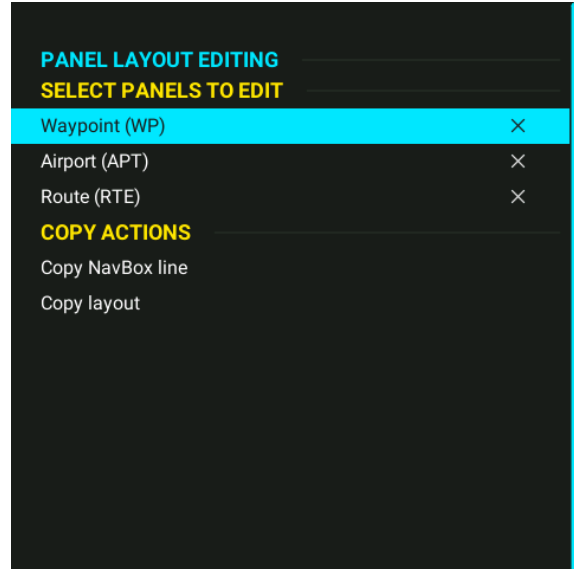 PANEL LAYOUT EDITING
SELECT PANELS TO EDIT
Waypoint (WP) ×
Airport (APT) ×
Route (RTE) ×
COPY ACTIONS
Copy NavBox line
Copy layout